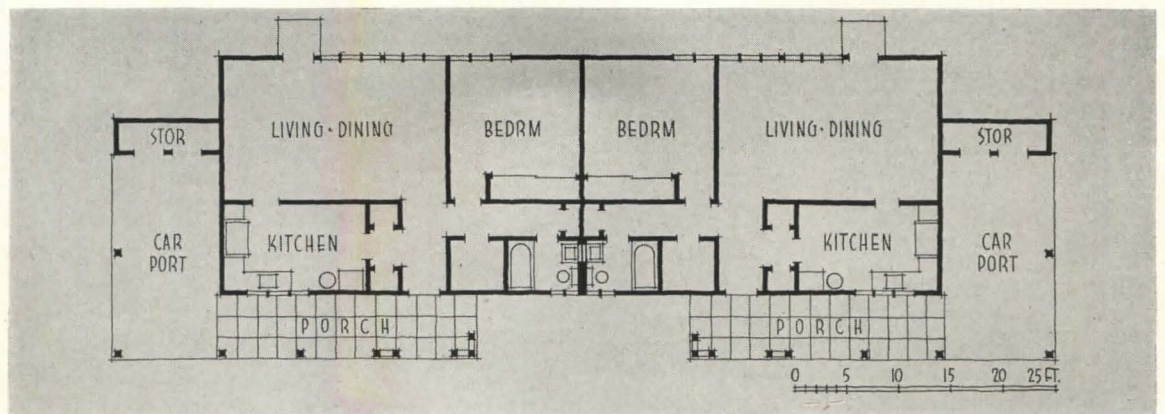 LIVING · DINING
BEDRM
BEDRM
LIVING · DINING
STOR
STOR
KITCHEN
KITCHEN
CAR
PORT
CAR
PORT
PORCH
PORCH
0 5 10 15 20 25 FT.